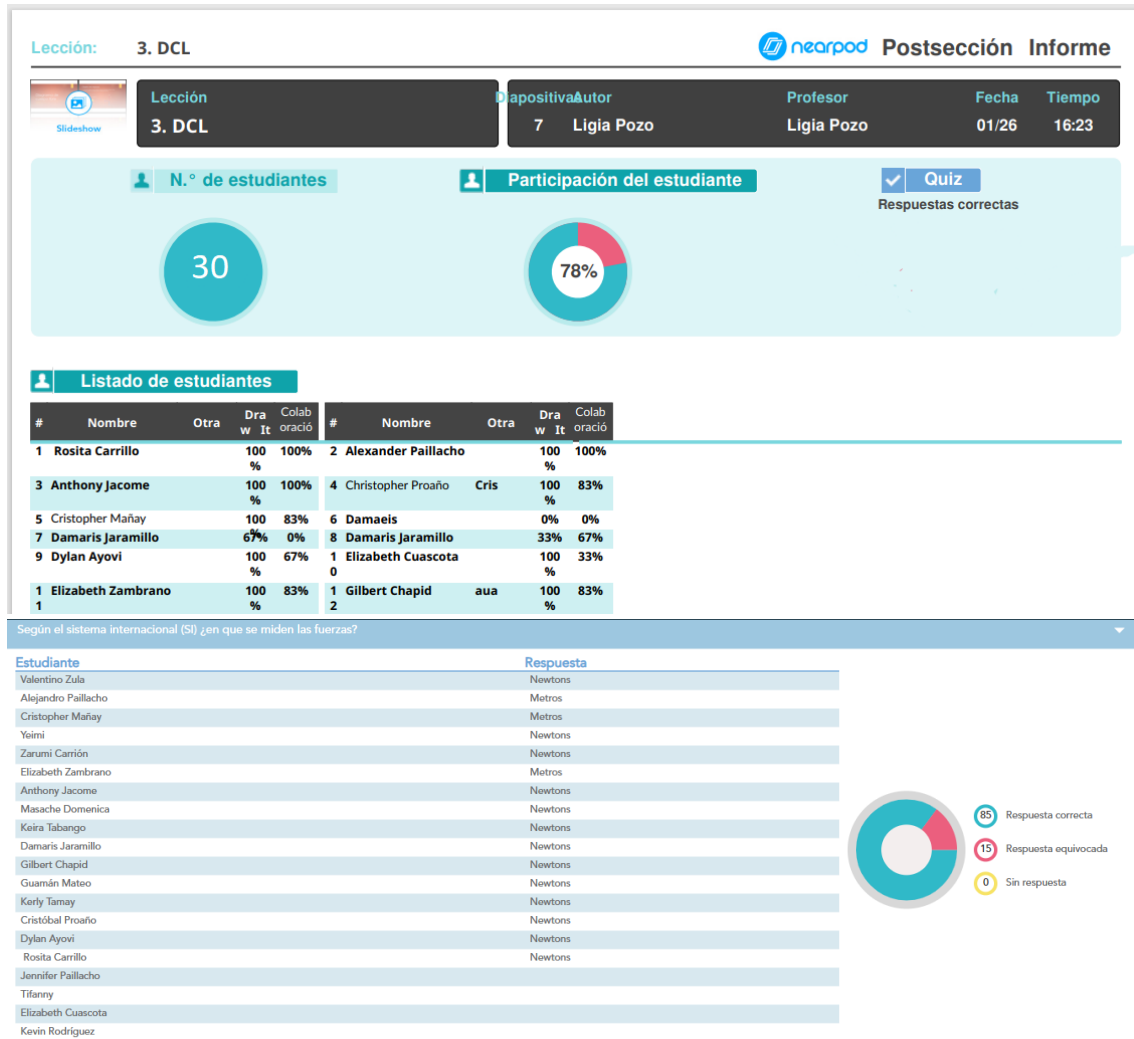 Lección: 3. DCL nearpod Postsección Informe
Slideshow
Lección Diapositivas Autor Profesor Fecha Tiempo
3. DCL 7 Ligia Pozo Ligia Pozo 01/26 16:23
N.° de estudiantes Participación del estudiante Quiz
Respuestas correctas
30 78%
Listado de estudiantes
# Nombre Otra Dra w It Colab oració # Nombre Otra Dra w It Colab oració
1 Rosita Carrillo 100 % 100% 2 Alexander Paillacho 100 % 100%
3 Anthony Jacome 100 % 100% 4 Christopher Proaño Cris 100 % 83%
5 Cristopher Mañay 100 % 83% 6 Damaeis 0% 0%
7 Damaris Jaramillo 67% 0% 8 Damaris Jaramillo 33% 67%
9 Dylan Ayovi 100 % 67% 10 Elizabeth Cuascota 100 % 33%
11 Elizabeth Zambrano 100 % 83% 12 Gilbert Chapid aua 100 % 83%
Según el sistema internacional (SI) ¿en que se miden las fuerzas?
Estudiante Respuesta
Valentino Zula Newtons
Alejandro Paillacho Metros
Cristopher Mañay Metros
Yeimi Newtons
Zarumi Carrión Newtons
Elizabeth Zambrano Metros
Anthony Jacome Newtons
Masache Domenica Newtons
Keira Tabango Newtons
Damaris Jaramillo Newtons
Gilbert Chapid Newtons
Guamán Mateo Newtons
Kerly Tamay Newtons
Cristóbal Proaño Newtons
Dylan Ayovi Newtons
Rosita Carrillo Newtons
Jennifer Paillacho
Tifanny
Elizabeth Cuascota
Kevin Rodríguez
85 Respuesta correcta
15 Respuesta equivocada
0 Sin respuesta